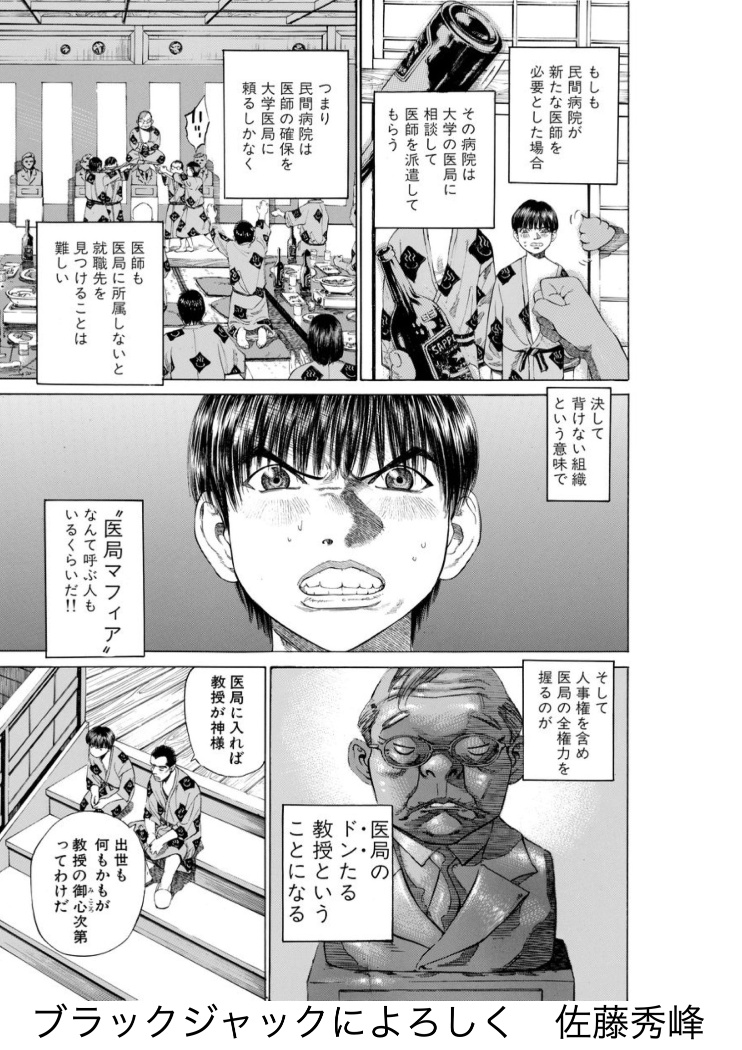 もしも
民間病院が
新たな医師を
必要とした場合
その病院は
大学の医局に
相談して
医師を派遣して
もらう
SAPP
つまり
民間病院は
医師の確保を
大学医局に
頼るしかなく
医師も
医局に所属しないと
就職先を
見つけることは
難しい
決して
背けない組織
という意味で
〝医局マフィア〟
なんて呼ぶ人も
いるくらいだ!!
そして
人事権を含め
医局の全権力を
握るのが
医局の
ドンたる
教授という
ことになる
医局に入れば
教授が神様
出世も
何もかもが
教授の御心次第
みこころ
ってわけだ
ブラックジャックによろしく 佐藤秀峰